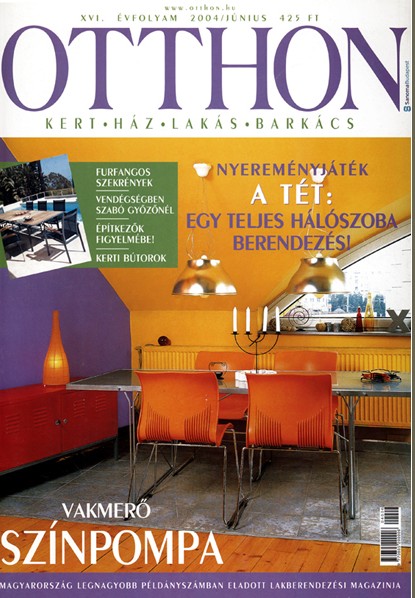 www.otthon.hu
XVI. ÉVFOLYAM 2004/JÚNIUS 425 FT
OTTHON
SanomaBudapest
KERT•HÁZ•LAKÁS•BARKÁCS
FURFANGOS
SZEKRÉNYEK
VENDÉGSÉGBEN
SZABÓ GYŐZŐNÉL
ÉPÍTKEZŐK
FIGYELMÉBE!
KERTI BÚTOROK
NYEREMÉNYJÁTÉK
A TÉT:
EGY TELJES HÁLÓSZOBA
BERENDEZÉS!
VAKMERŐ
SZÍNPOMPA
MAGYARORSZÁG LEGNAGYOBB PÉLDÁNYSZÁMBAN ELADOTT LAKBERENDEZÉSI MAGAZINJA